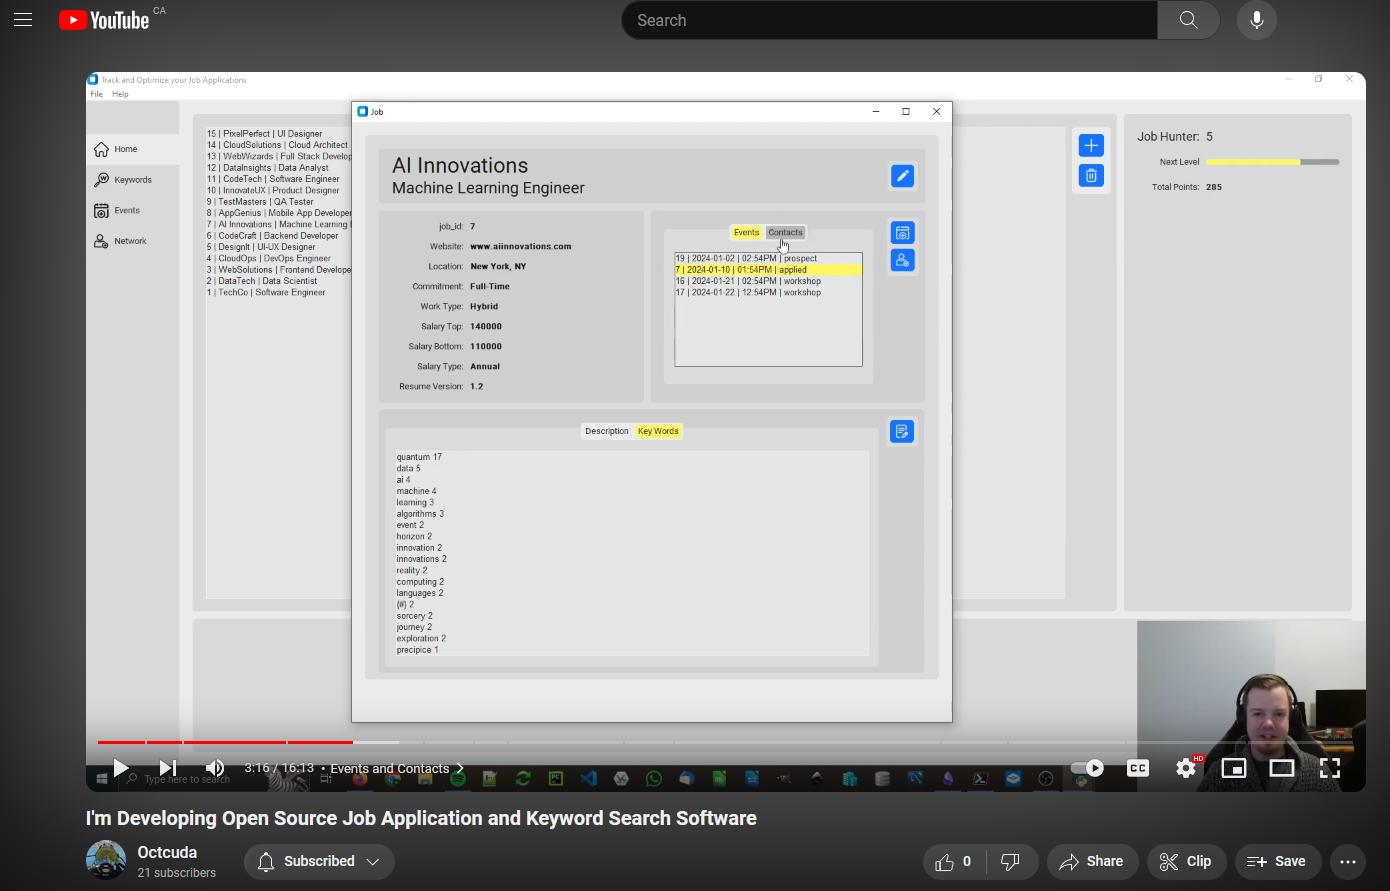 YouTube CA
Search
Track and Optimize your Job Applications
File Help
Home
Keywords
Events
Network
15 | PixelPerfect | UI Designer
14 | CloudSolutions | Cloud Architect
13 | WebWizards | Full Stack Develop
12 | DataInsights | Data Analyst
11 | CodeTech | Software Engineer
10 | InnovateUX | Product Designer
9 | TestMasters | QA Tester
8 | AppGenius | Mobile App Developer
7 | AI Innovations | Machine Learning
6 | CodeCraft | Backend Developer
5 | DesignIt | UI-UX Designer
4 | CloudOps | DevOps Engineer
3 | WebSolutions | Frontend Develope
2 | DataTech | Data Scientist
1 | TechCo | Software Engineer
Job
AI Innovations
Machine Learning Engineer
job_id: 7
Website: www.aiinnovations.com
Location: New York, NY
Commitment: Full-Time
Work Type: Hybrid
Salary Top: 140000
Salary Bottom: 110000
Salary Type: Annual
Resume Version: 1.2
Events Contacts
19 | 2024-01-02 | 02:54PM | prospect
7 | 2024-01-10 | 01:54PM | applied
16 | 2024-01-21 | 02:54PM | workshop
17 | 2024-01-22 | 12:54PM | workshop
Description Key Words
quantum 17
data 5
ai 4
machine 4
learning 3
algorithms 3
event 2
horizon 2
innovation 2
innovations 2
reality 2
computing 2
languages 2
(#) 2
sorcery 2
journey 2
exploration 2
precipice 1
Job Hunter: 5
Next Level
Total Points: 285
Type here to search
3:16 / 16:13 • Events and Contacts
CC
HD
I'm Developing Open Source Job Application and Keyword Search Software
Octcuda
21 subscribers
Subscribed
0
Share
Clip
Save